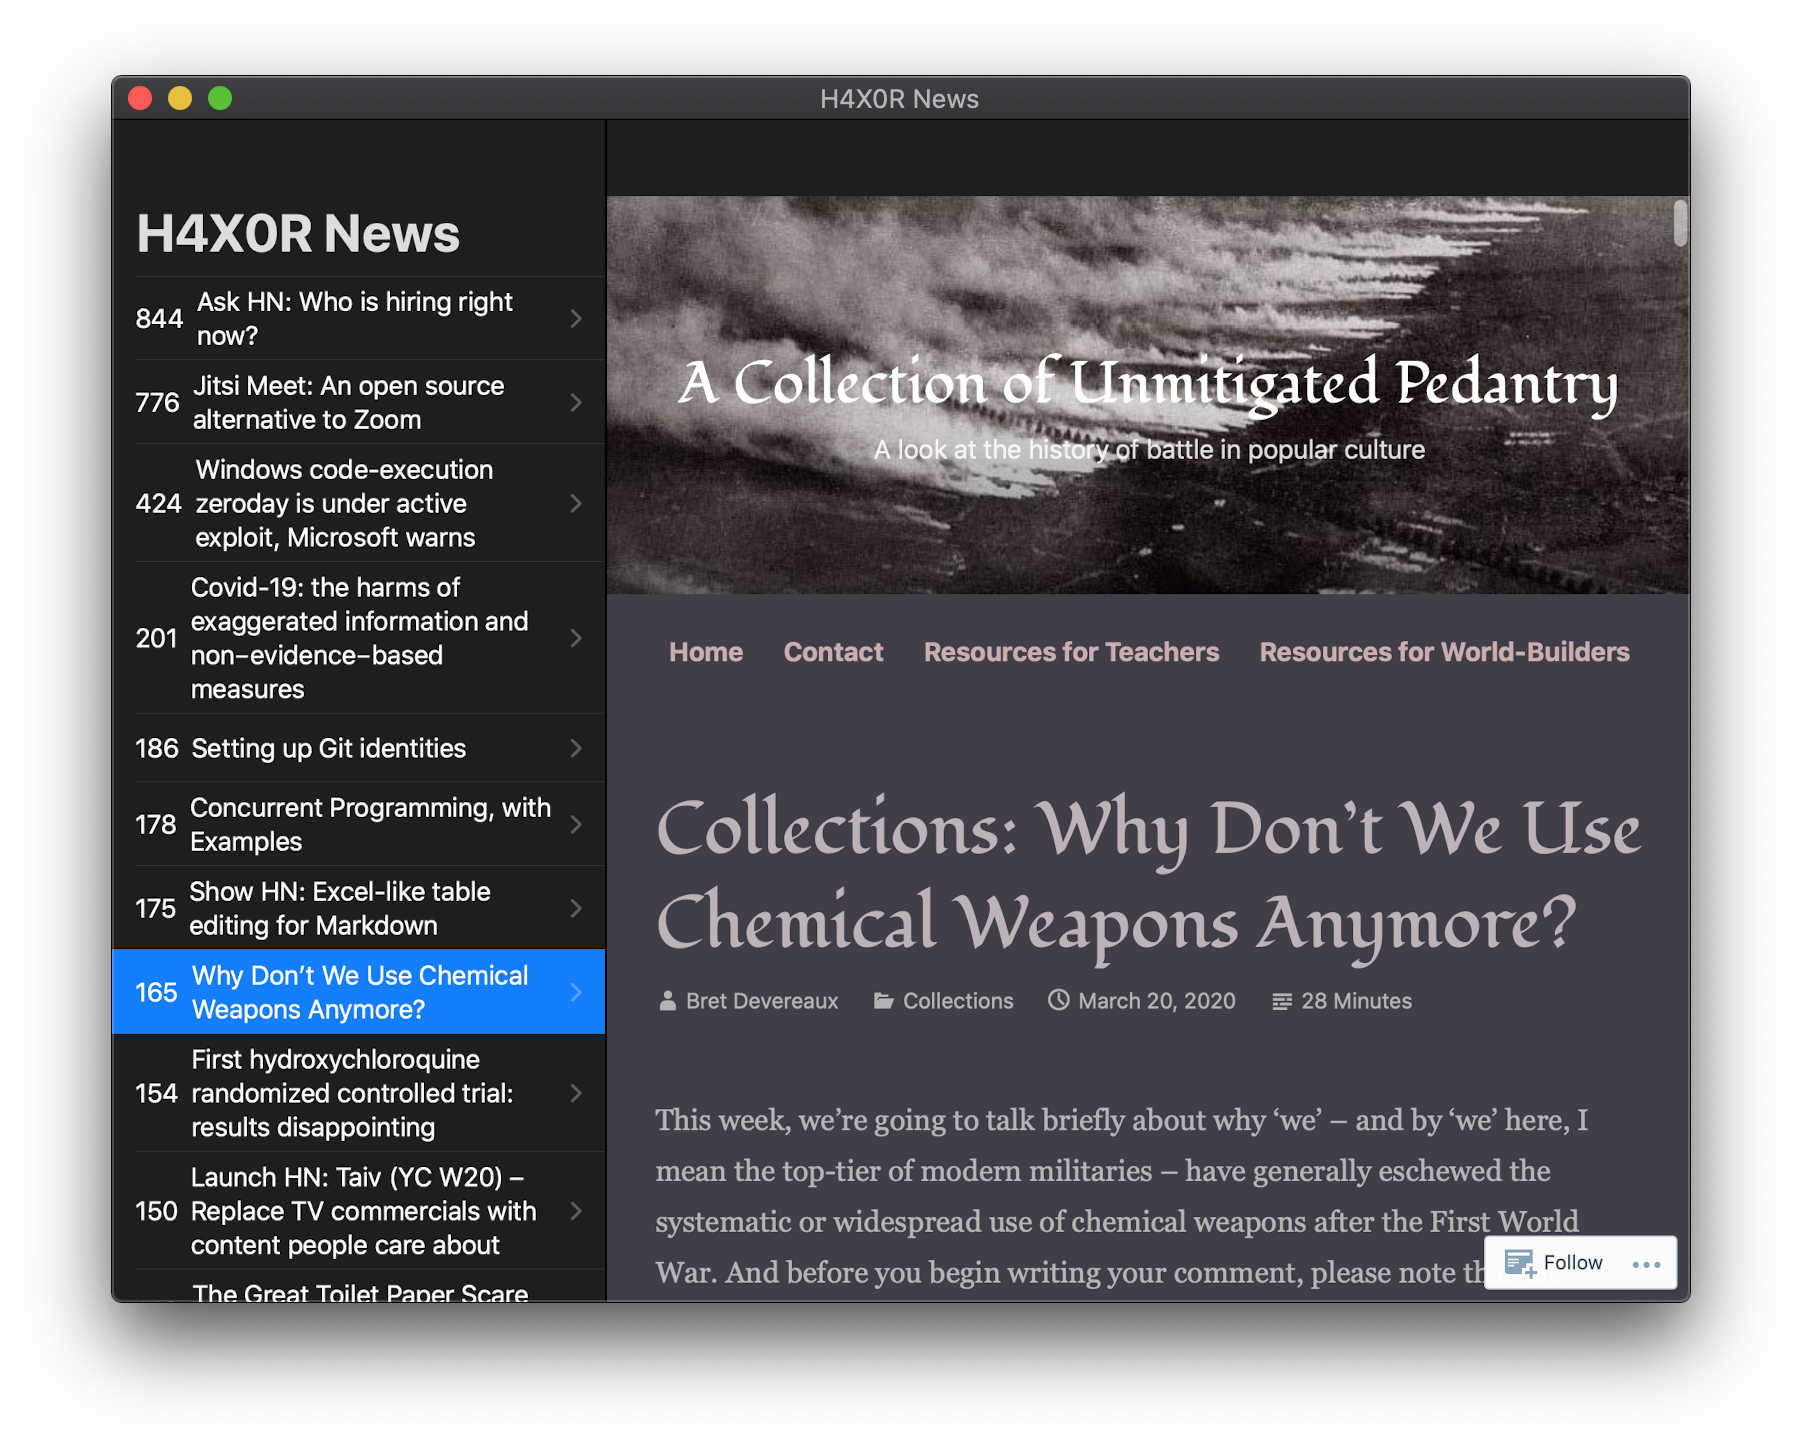 H4X0R News
H4X0R News
844
Ask HN: Who is hiring right
now?
776
Jitsi Meet: An open source
alternative to Zoom
424
Windows code-execution
zeroday is under active
exploit, Microsoft warns
201
Covid-19: the harms of
exaggerated information and
non-evidence-based
measures
186
Setting up Git identities
178
Concurrent Programming, with
Examples
175
Show HN: Excel-like table
editing for Markdown
165
Why Don’t We Use Chemical
Weapons Anymore?
154
First hydroxychloroquine
randomized controlled trial:
results disappointing
150
Launch HN: Taiv (YC W20) –
Replace TV commercials with
content people care about
The Great Toilet Paper Scare
A Collection of Unmitigated Pedantry
A look at the history of battle in popular culture
Home Contact Resources for Teachers Resources for World-Builders
Collections: Why Don’t We Use
Chemical Weapons Anymore?
Bret Devereaux Collections March 20, 2020 28 Minutes
This week, we’re going to talk briefly about why ‘we’ – and by ‘we’ here, I
mean the top-tier of modern militaries – have generally eschewed the
systematic or widespread use of chemical weapons after the First World
War. And before you begin writing your comment, please note
Follow